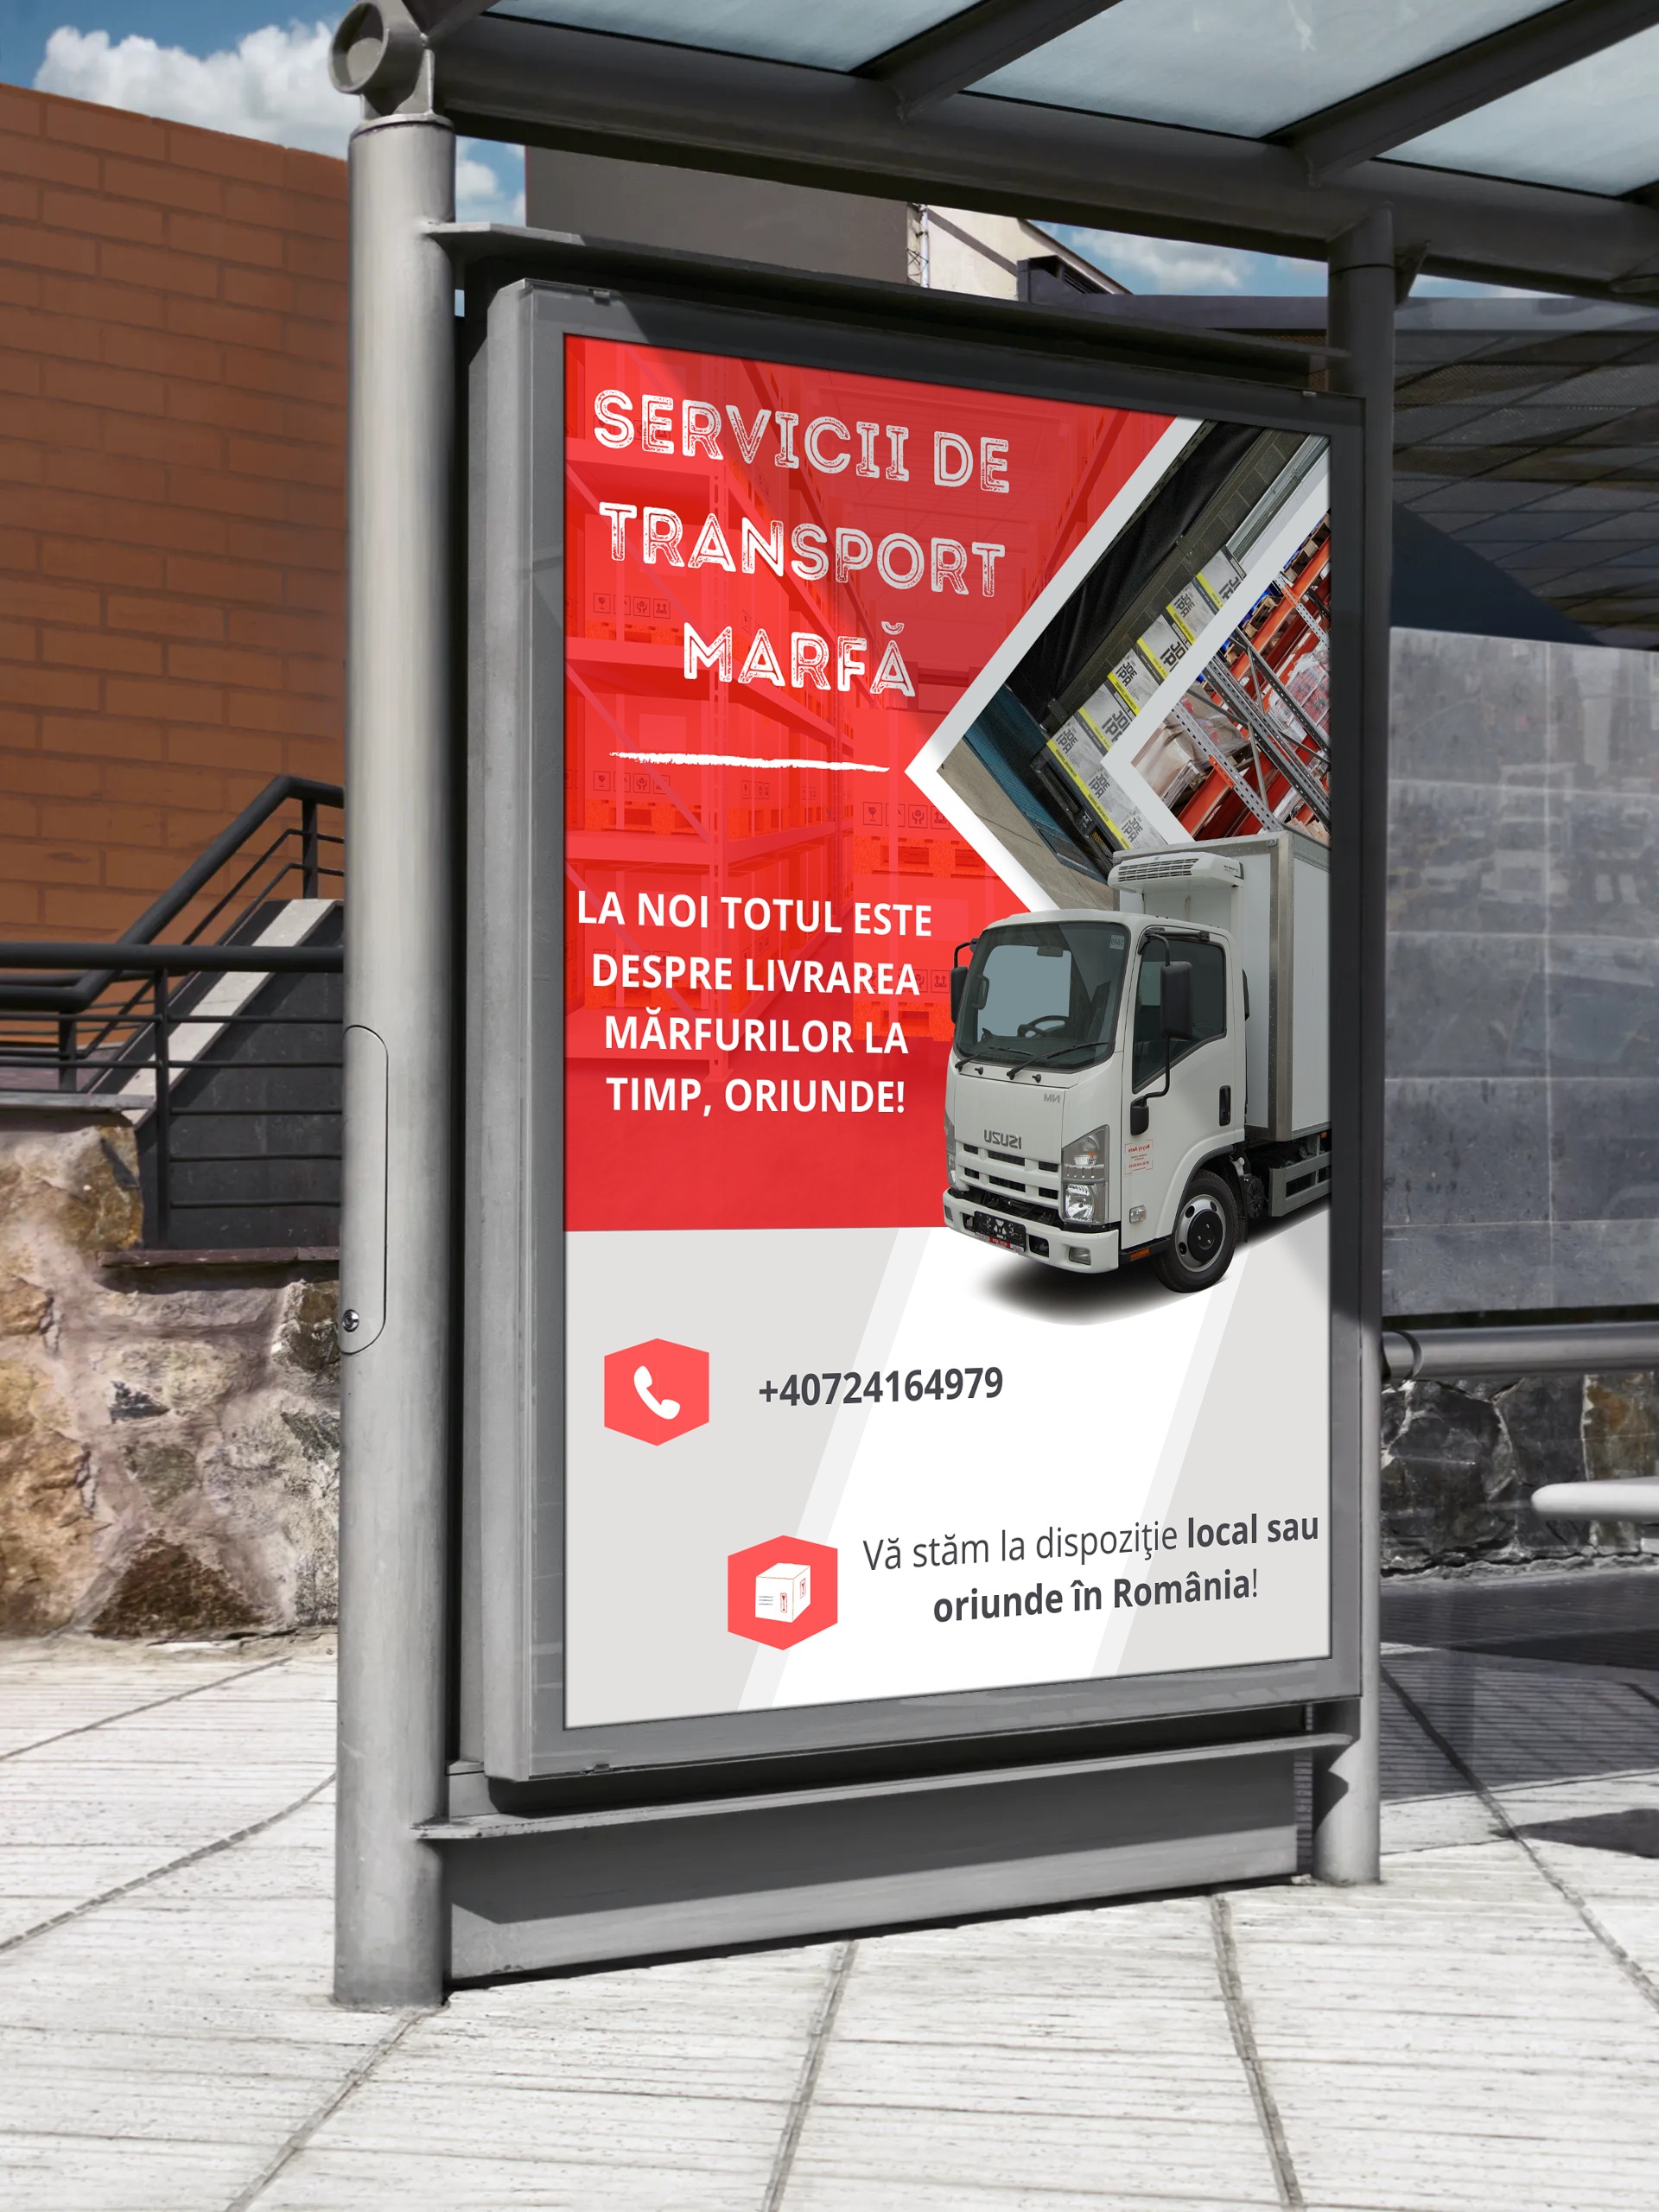 SERVICII DE
TRANSPORT
MARFĂ
LA NOI TOTUL ESTE
DESPRE LIVRAREA
MĂRFURILOR LA
TIMP, ORIUNDE!
ISUZU
+40724164979
Vă stăm la dispoziţie local sau
oriunde în România!